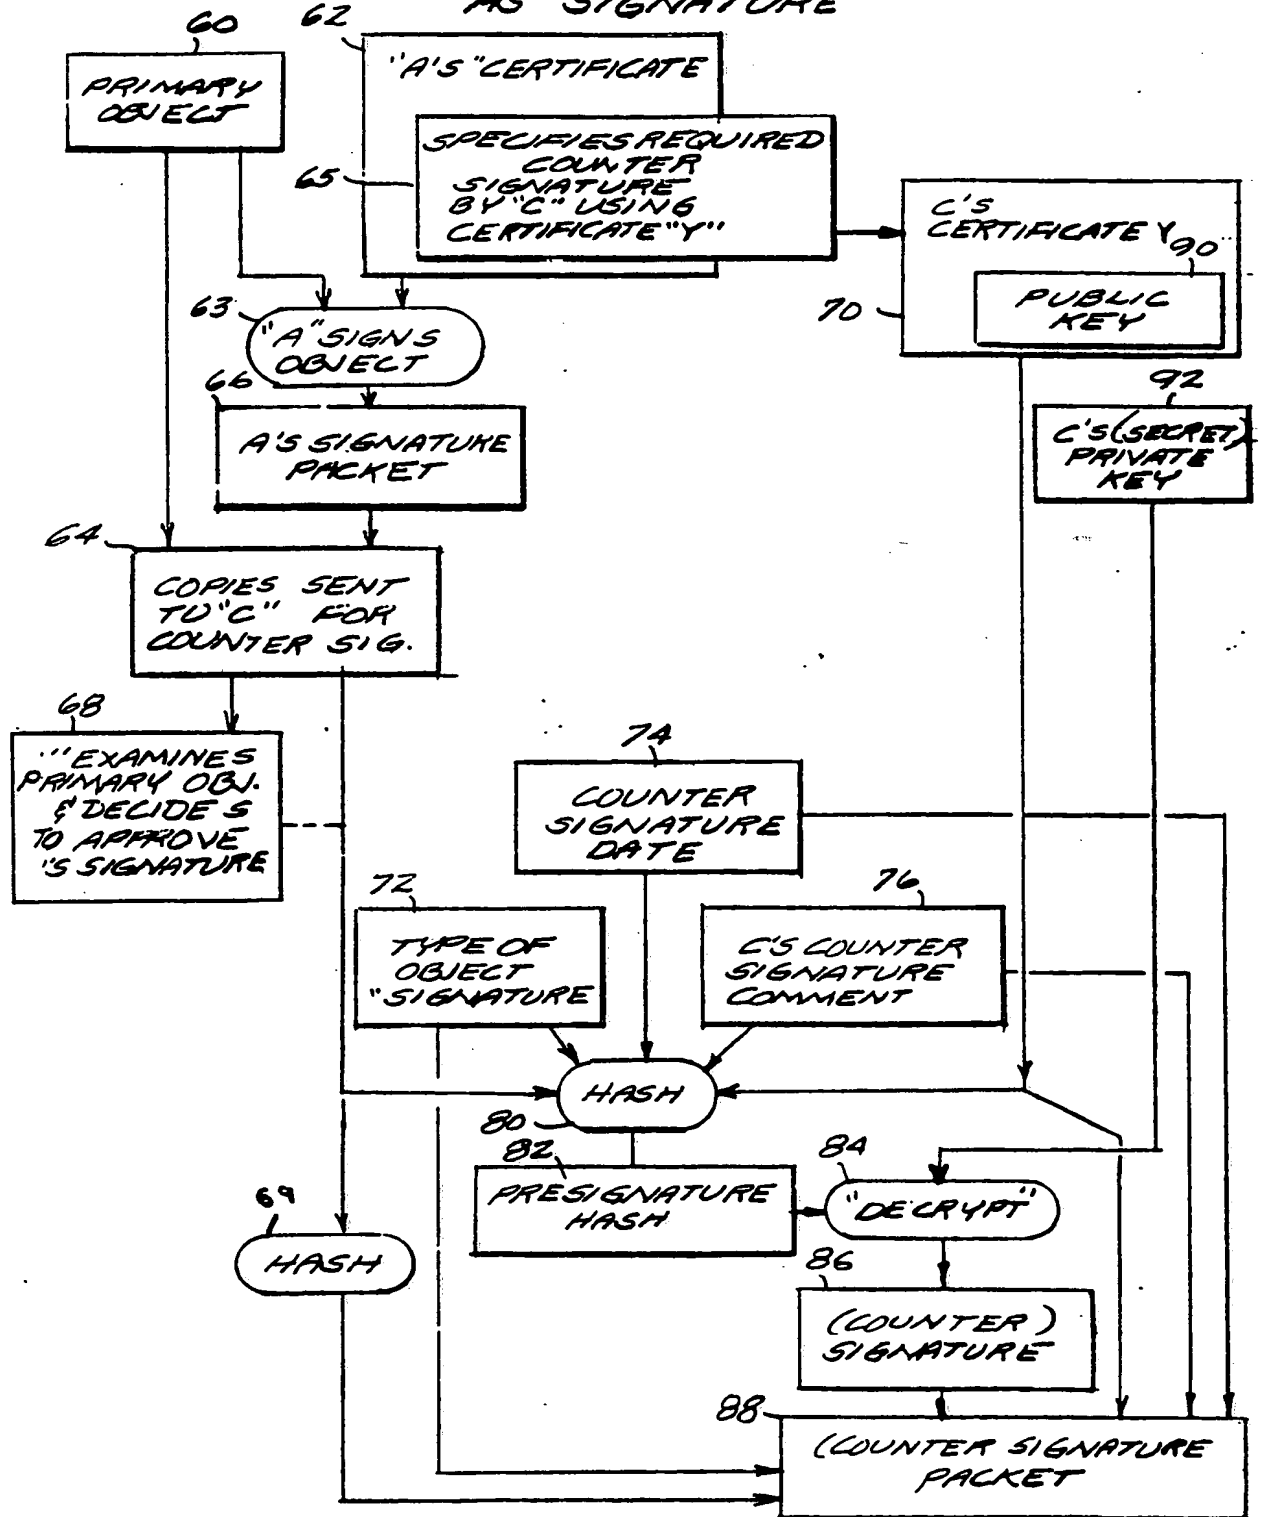 AS SIGNATURE
60
62
PRIMARY
OBJECT
"A'S" CERTIFICATE
65
SPECIFIES REQUIRED
COUNTER
SIGNATURE
BY "C" USING
CERTIFICATE "Y"
C'S
CERTIFICATE Y
90
70
PUBLIC
KEY
63
"A" SIGNS
OBJECT
66
A'S SIGNATURE
PACKET
92
C'S (SECRET)
PRIVATE
KEY
64
COPIES SENT
TO "C" FOR
COUNTER SIG.
68
"EXAMINES
PRIMARY OBJ.
& DECIDES
TO APPROVE
'S SIGNATURE
74
COUNTER
SIGNATURE
DATE
72
TYPE OF
OBJECT
"SIGNATURE
76
C'S COUNTER
SIGNATURE
COMMENT
HASH
80
82
PRESIGNATURE
HASH
84
"DECRYPT"
69
HASH
86
(COUNTER)
SIGNATURE
88
(COUNTER SIGNATURE
PACKET